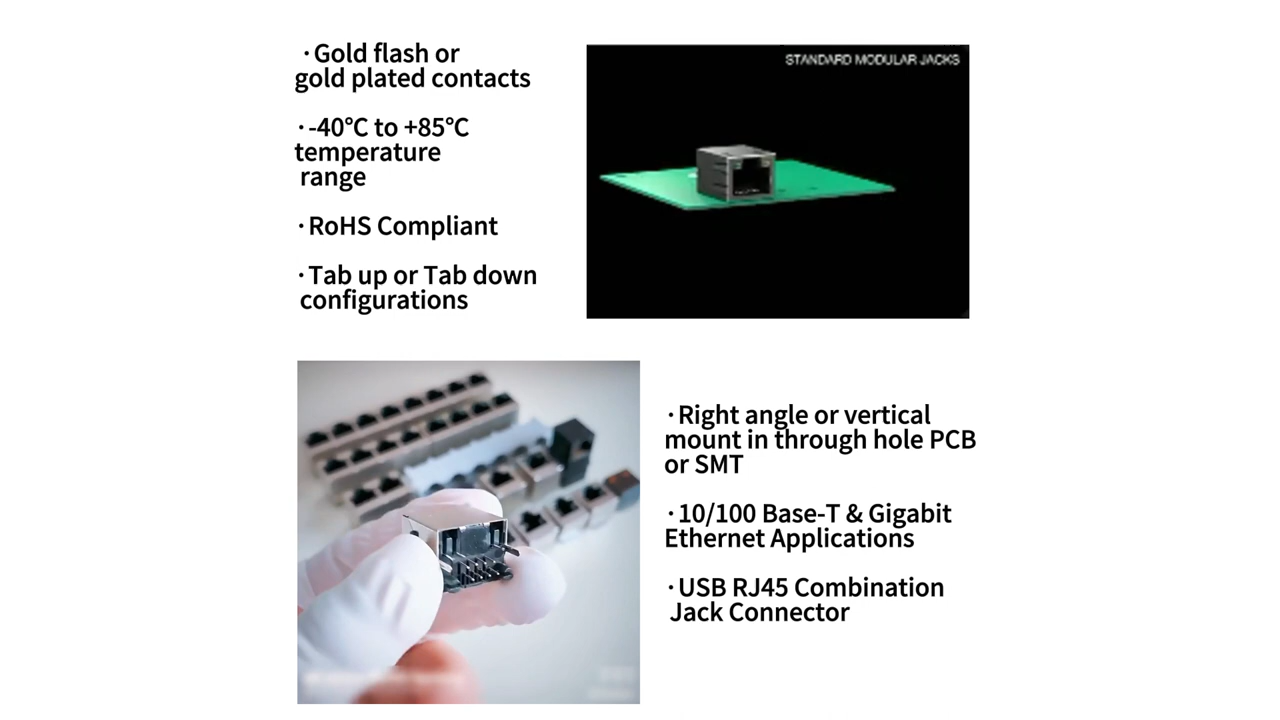 ·Gold flash or
gold plated contacts
·-40℃ to +85℃
temperature
range
·RoHS Compliant
·Tab up or Tab down
configurations
STANDARD MODULAR JACKS
·Right angle or vertical
mount in through hole PCB
or SMT
·10/100 Base-T & Gigabit
Ethernet Applications
·USB RJ45 Combination
Jack Connector